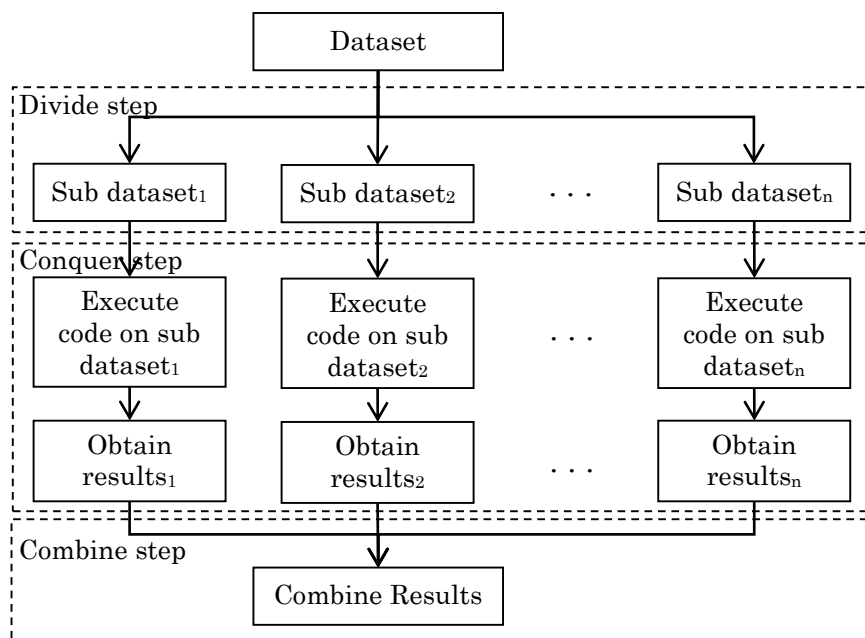 Dataset
Divide step
Sub dataset₁
Sub dataset₂
. . .
Sub datasetₙ
Conquer step
Execute
code on sub
dataset₁
Execute
code on sub
dataset₂
. . .
Execute
code on sub
datasetₙ
Obtain
results₁
Obtain
results₂
. . .
Obtain
resultsₙ
Combine step
Combine Results